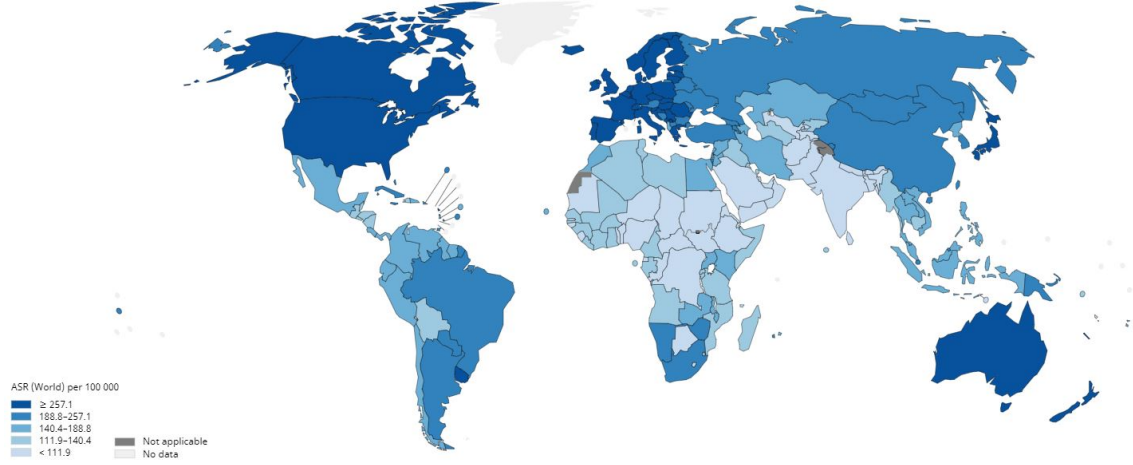 ASR (World) per 100 000
≥ 257.1
188.8–257.1
140.4–188.8
111.9–140.4
< 111.9
Not applicable
No data